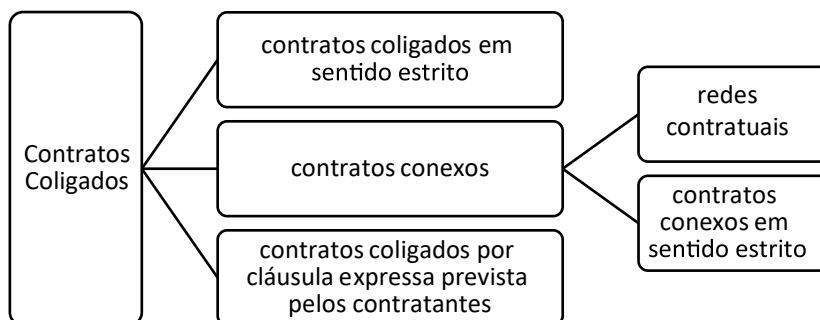 Contratos
Coligados
contratos coligados em
sentido estrito
contratos conexos
contratos coligados por
cláusula expressa prevista
pelos contratantes
redes
contratuais
contratos
conexos em
sentido estrito